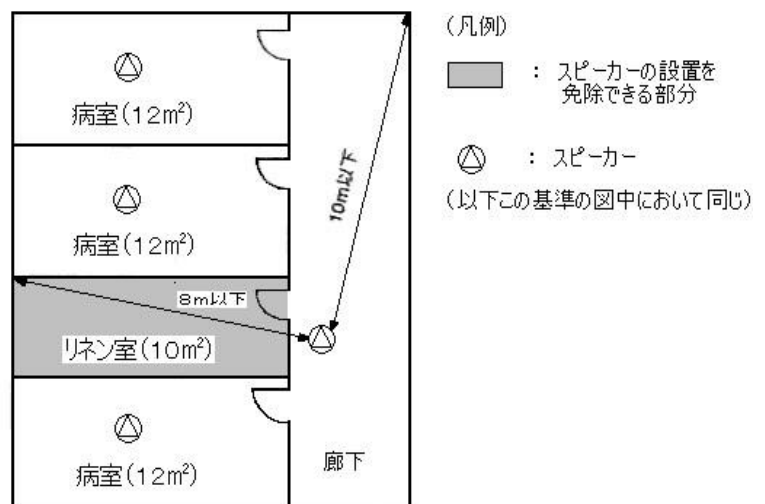 病室(12m²)
病室(12m²)
8m以下
リネン室(10m²)
病室(12m²)
10m以下
廊下
(凡例)
: スピーカーの設置を
免除できる部分
: スピーカー
(以下この基準の図中において同じ)